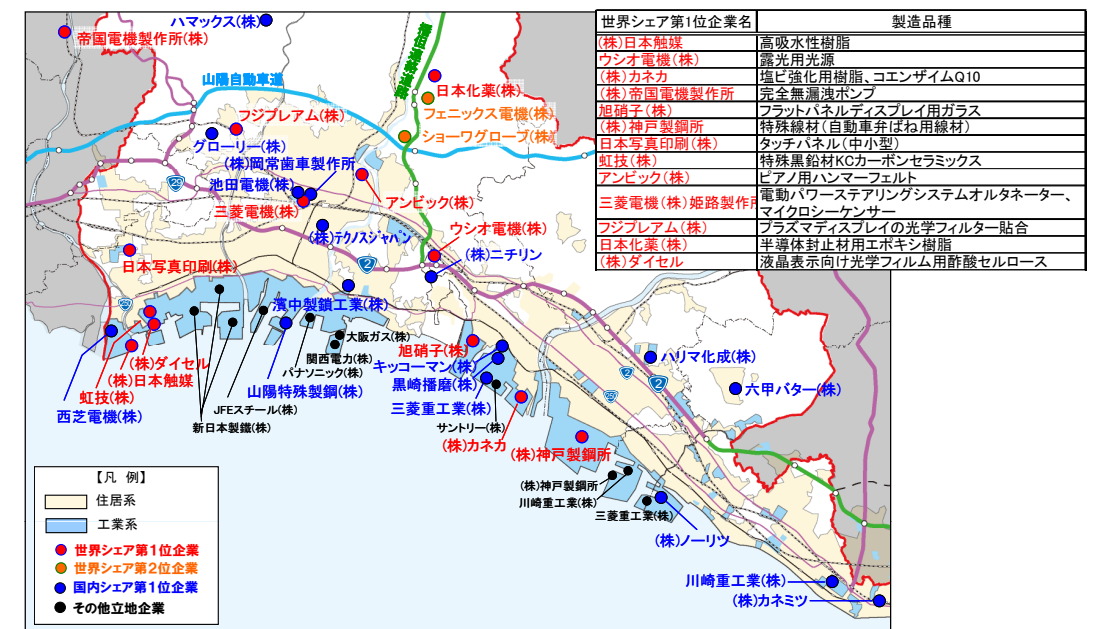 世界シェア第1位企業名 製造品種
(株)日本触媒 高吸水性樹脂
ウシオ電機(株) 露光用光源
(株)カネカ 塩ビ強化用樹脂、コエンザイムQ10
(株)帝国電機製作所 完全無漏洩ポンプ
旭硝子(株) フラットパネルディスプレイ用ガラス
(株)神戸製鋼所 特殊線材(自動車弁ばね用線材)
日本写真印刷(株) タッチパネル(中小型)
虹技(株) 特殊黒鉛材KCカーボンセラミックス
アンビック(株) ピアノ用ハンマーフェルト
三菱電機(株)姫路製作所 電動パワーステアリングシステムオルタネーター、
マイクロシーケンサー
フジプレアム(株) プラズマディスプレイの光学フィルター貼合
日本化薬(株) 半導体封止材用エポキシ樹脂
(株)ダイセル 液晶表示向け光学フィルム用酢酸セルロース
ハマックス(株)
帝国電機製作所(株)
山陽自動車道
日本化薬(株)
フェニックス電機(株)
フジプレアム(株)
ショーワグローブ(株)
グローリー(株)
(株)岡常歯車製作所
29
池田電機(株)
アンビック(株)
三菱電機(株)
ウシオ電機(株)
(株)テクノスジャパン
(株)ニチリン
2
日本写真印刷(株)
250
濱中製鎖工業(株)
大阪ガス(株)
関西電力(株)
パナソニック(株)
旭硝子(株)
キッコーマン(株)
ハリマ化成(株)
(株)ダイセル
(株)日本触媒
黒崎播磨(株)
2
2
虹技(株)
山陽特殊製鋼(株)
六甲バター(株)
250
西芝電機(株)
JFEスチール(株)
三菱重工業(株)
新日本製鐵(株)
サントリー(株)
(株)カネカ
(株)神戸製鋼所
【凡 例】
住居系
工業系
世界シェア第1位企業
世界シェア第2位企業
国内シェア第1位企業
その他立地企業
(株)神戸製鋼所
川崎重工業(株)
三菱重工業(株)
(株)ノーリツ
川崎重工業(株)
(株)カネミツ